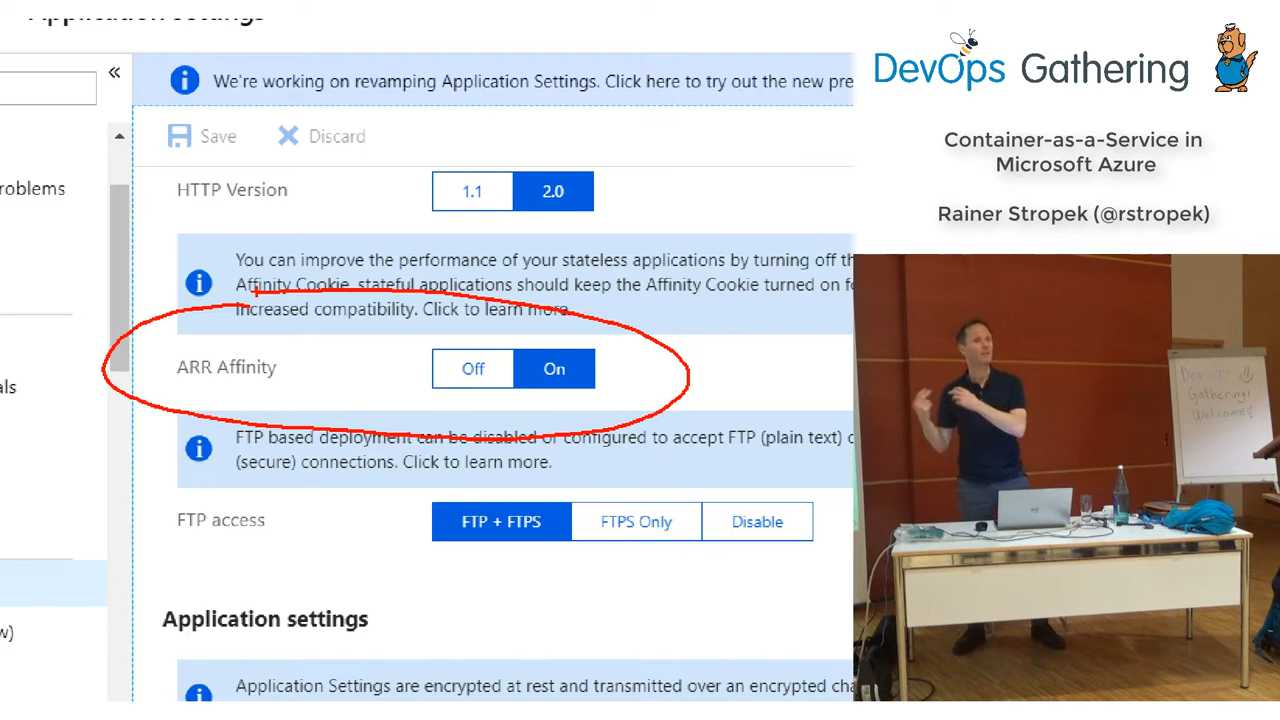 Application settings
«
We're working on revamping Application Settings. Click here to try out the new pre
Save
Discard
roblems
HTTP Version
1.1
2.0
You can improve the performance of your stateless applications by turning off th
Affinity Cookie, stateful applications should keep the Affinity Cookie turned on fo
increased compatibility. Click to learn more.
ARR Affinity
Off
On
als
FTP based deployment can be disabled or configured to accept FTP (plain text) o
(secure) connections. Click to learn more.
FTP access
FTP + FTPS
FTPS Only
Disable
w)
Application settings
Application Settings are encrypted at rest and transmitted over an encrypted cha
DevOps Gathering
Container-as-a-Service in
Microsoft Azure
Rainer Stropek (@rstropek)
DevOps
Gathering!
Welcome!